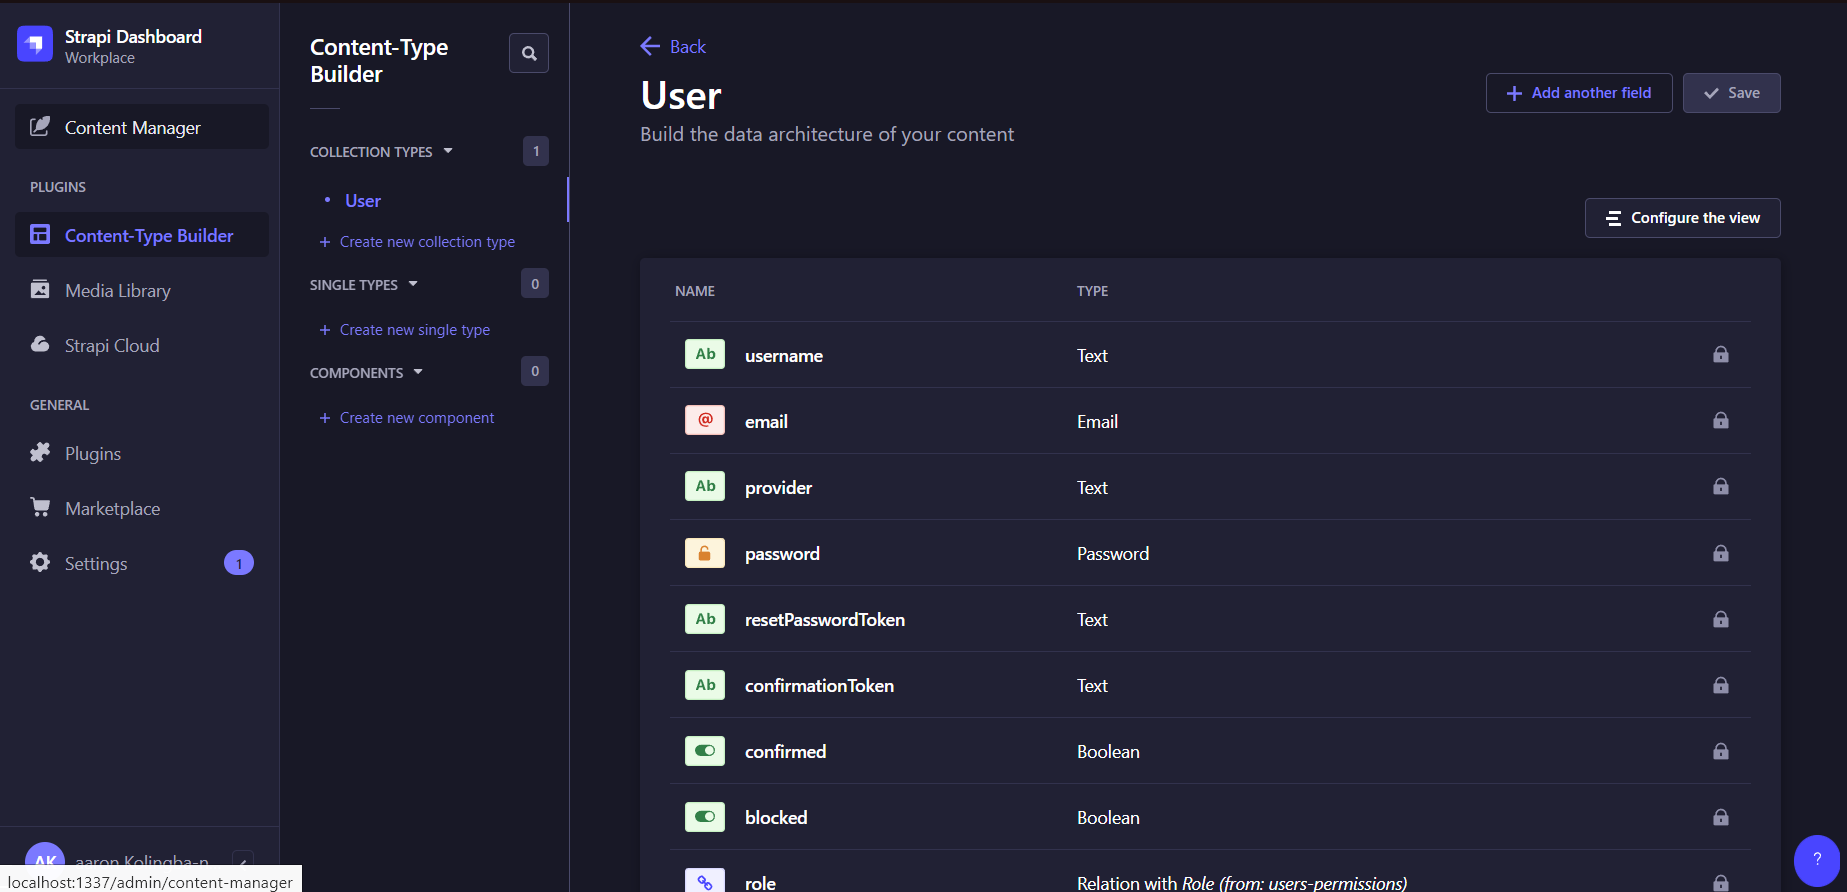 Strapi Dashboard
Workplace
Content Manager
PLUGINS
Content-Type Builder
Media Library
Strapi Cloud
GENERAL
Plugins
Marketplace
Settings
1
AK
aaron Kolingba-n
localhost:1337/admin/content-manager
Content-Type
Builder
COLLECTION TYPES
1
User
Create new collection type
SINGLE TYPES
0
Create new single type
COMPONENTS
0
Create new component
Back
User
Build the data architecture of your content
Add another field
Save
Configure the view
NAME TYPE
Ab username Text
@ email Email
Ab provider Text
password Password
Ab resetPasswordToken Text
Ab confirmationToken Text
confirmed Boolean
blocked Boolean
role Relation with Role (from: users-permissions)
?